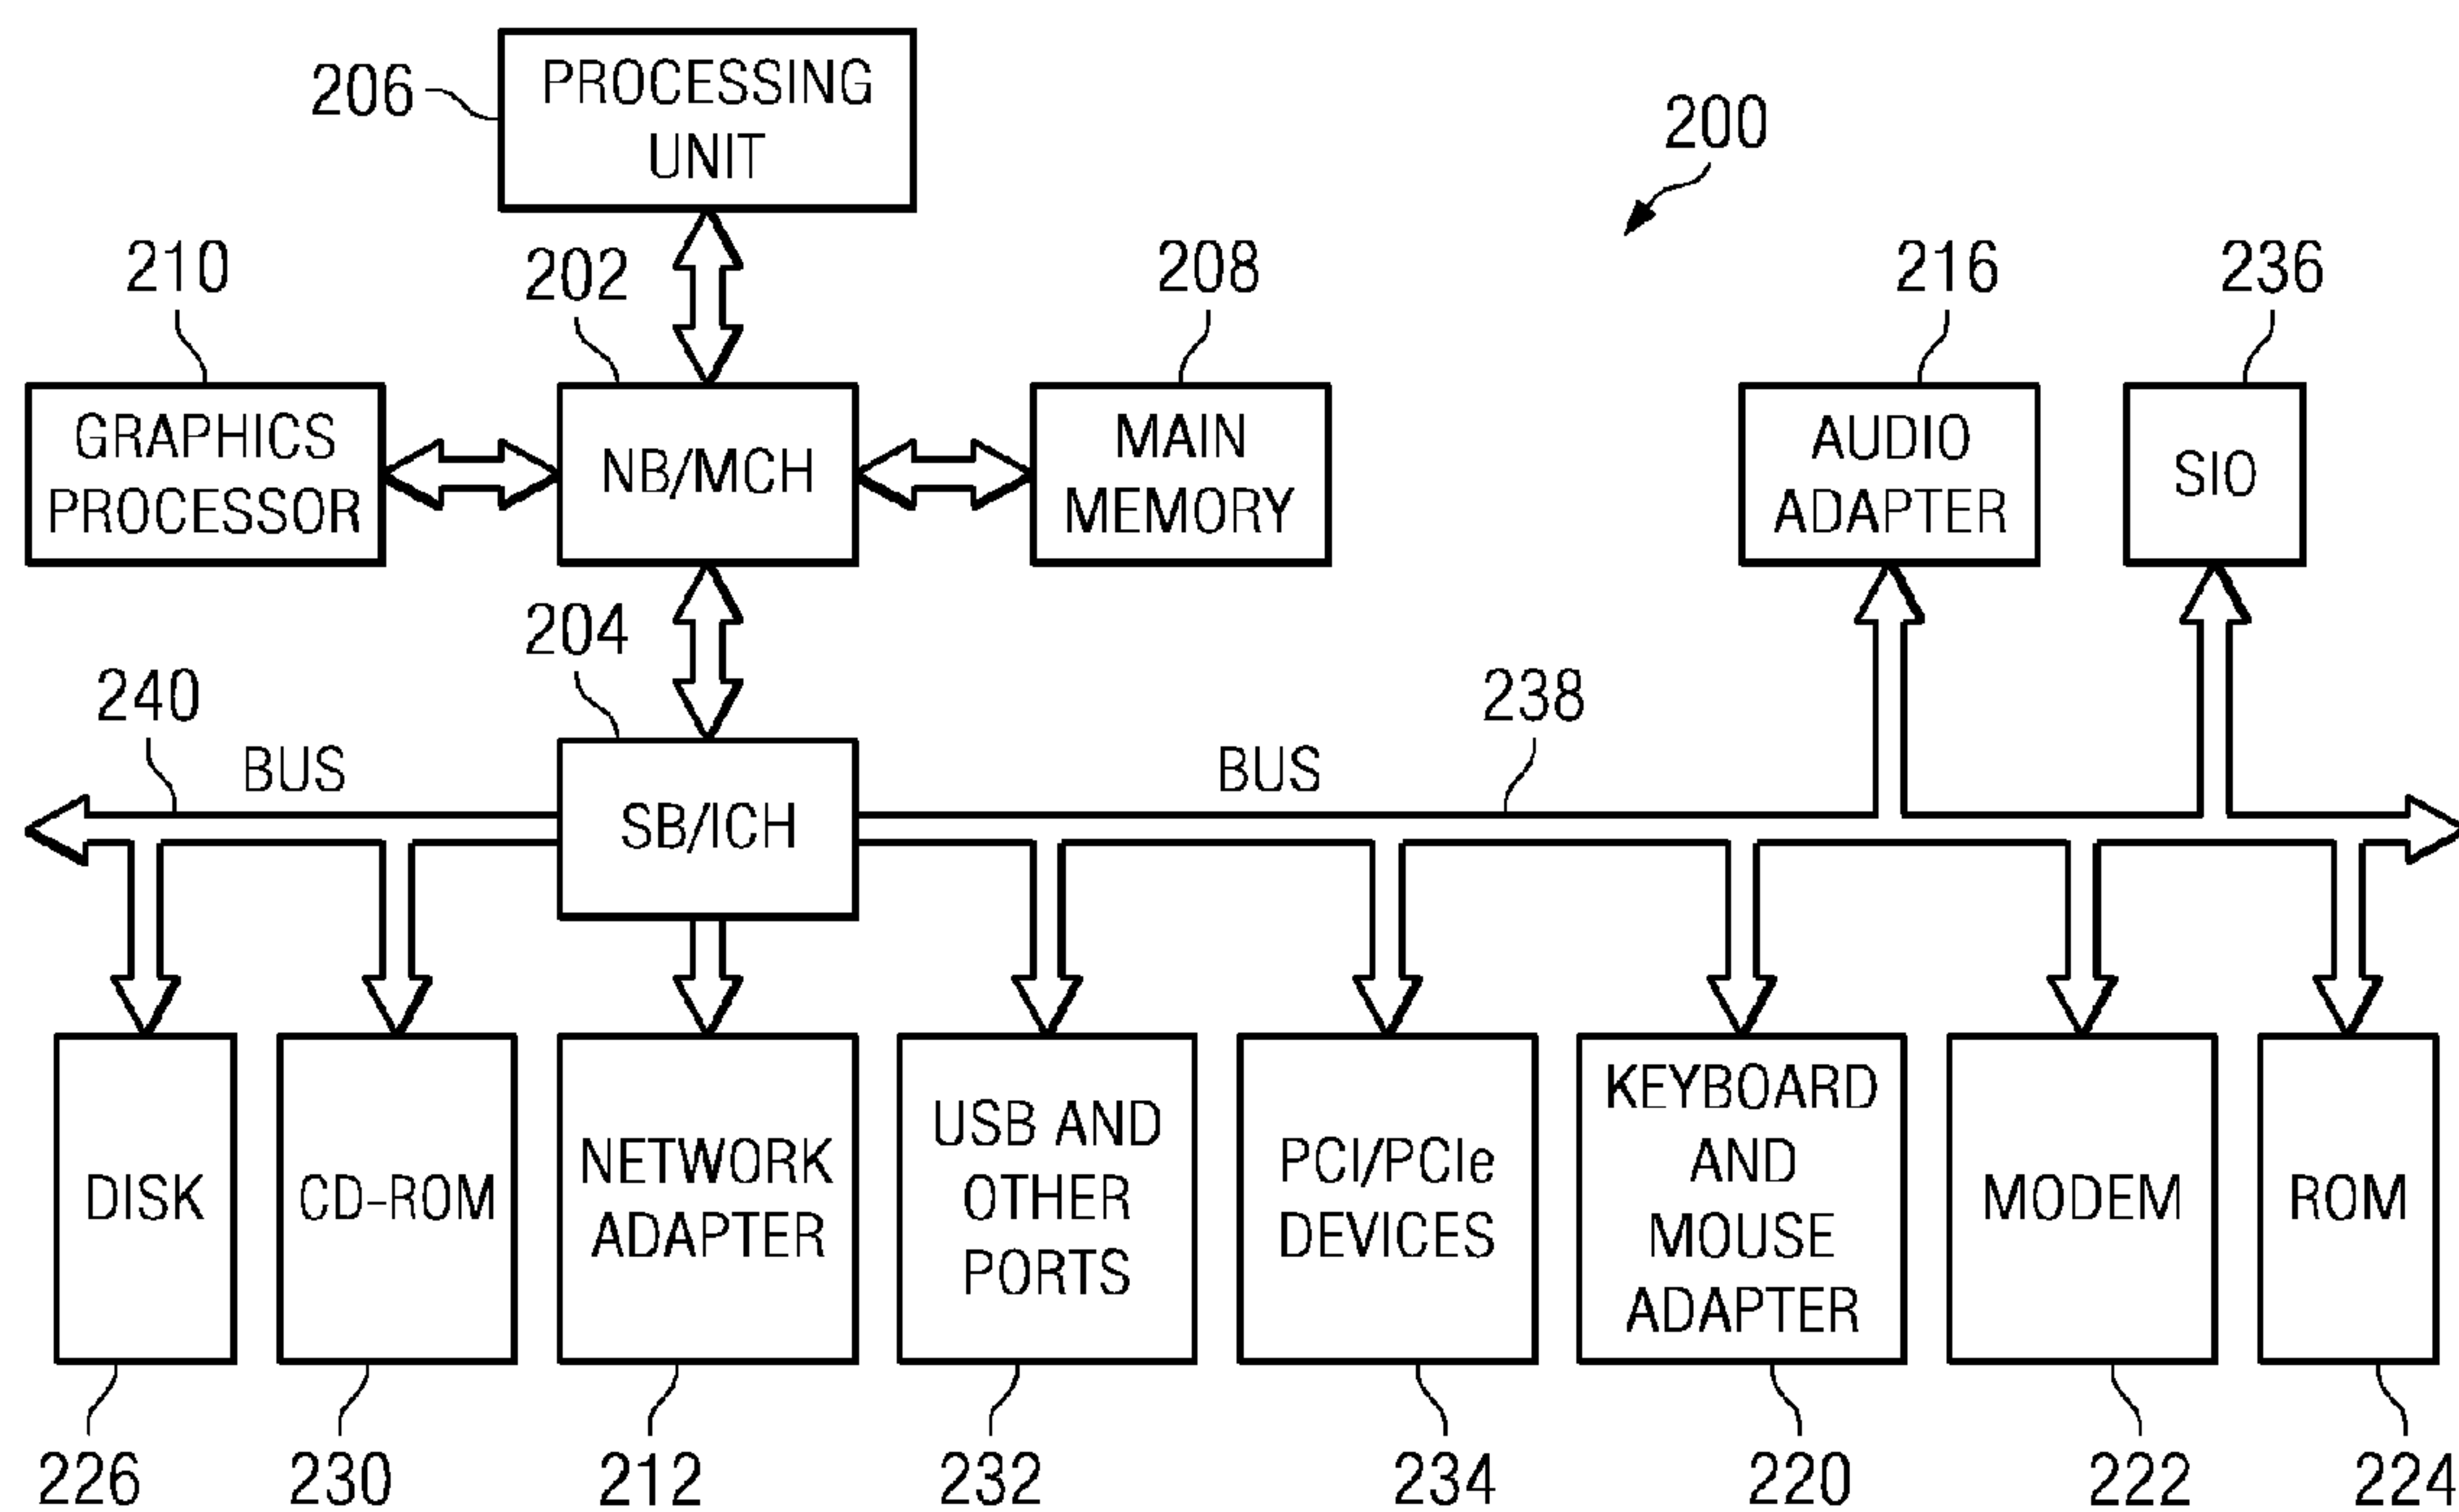 PROCESSING
UNIT
206
200
210
202
208
216
236
GRAPHICS
PROCESSOR
NB/MCH
MAIN
MEMORY
AUDIO
ADAPTER
SIO
204
240
BUS
238
BUS
SB/ICH
DISK
CD-ROM
NETWORK
ADAPTER
USB AND
OTHER
PORTS
PCI/PCIe
DEVICES
KEYBOARD
AND
MOUSE
ADAPTER
MODEM
ROM
226
230
212
232
234
220
222
224